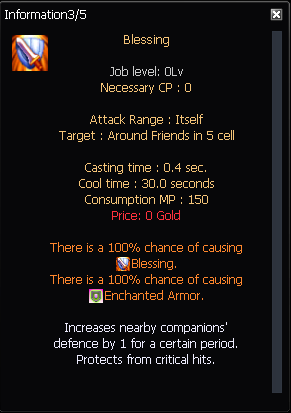 Information3/5
Blessing
Job level: 0Lv
Necessary CP : 0
Attack Range : Itself
Target : Around Friends in 5 cell
Casting time : 0.4 sec.
Cool time : 30.0 seconds
Consumption MP : 150
Price: 0 Gold
There is a 100% chance of causing
Blessing.
There is a 100% chance of causing
Enchanted Armor.
Increases nearby companions'
defence by 1 for a certain period.
Protects from critical hits.